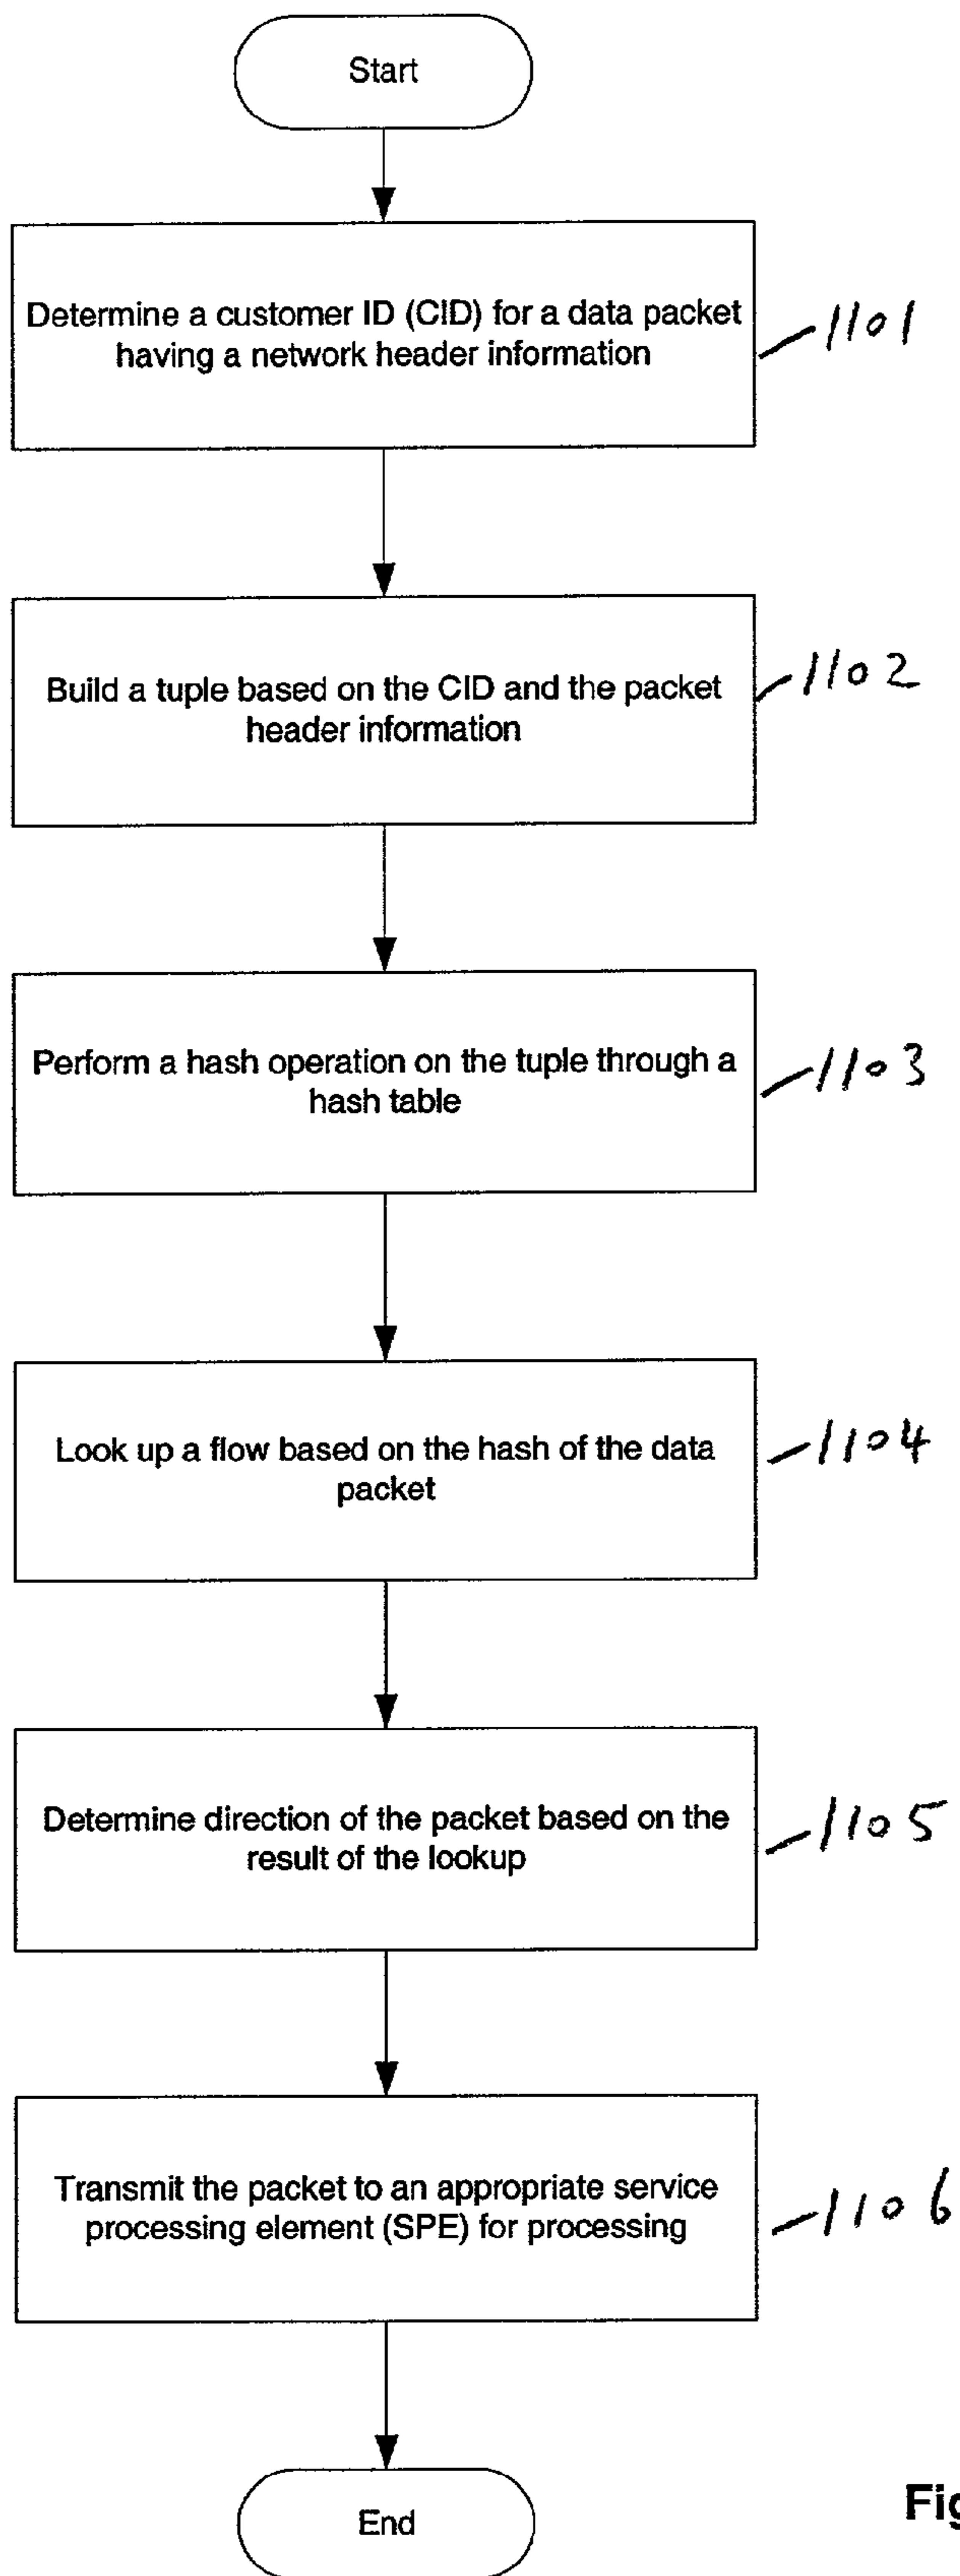 Start
Determine a customer ID (CID) for a data packet
having a network header information
1101
Build a tuple based on the CID and the packet
header information
1102
Perform a hash operation on the tuple through a
hash table
1103
Look up a flow based on the hash of the data
packet
1104
Determine direction of the packet based on the
result of the lookup
1105
Transmit the packet to an appropriate service
processing element (SPE) for processing
1106
End